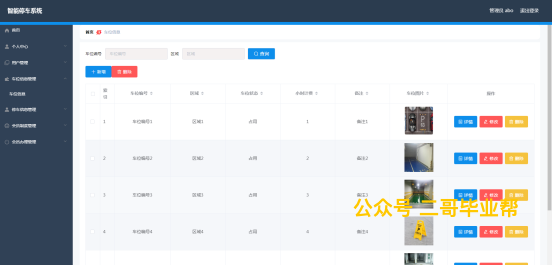 智能停车系统
管理员 abo 退出登录
首页
首页 车位信息
个人中心
用户管理
车位信息管理
车位信息
停车信息管理
会员制度管理
会员办理管理
车位编号 车位编号 区域 区域 查询
新增 删除
索引 车位编号 区域 车位状态 小时计费 备注 车位图片 操作
1 车位编号1 区域1 占用 1 备注1 详情 修改 删除
2 车位编号2 区域2 占用 2 备注2 详情 修改 删除
3 车位编号3 区域3 占用 3 备注3 详情 修改 删除
公众号 二哥毕业帮
4 车位编号4 区域4 占用 4 备注4 详情 修改 删除